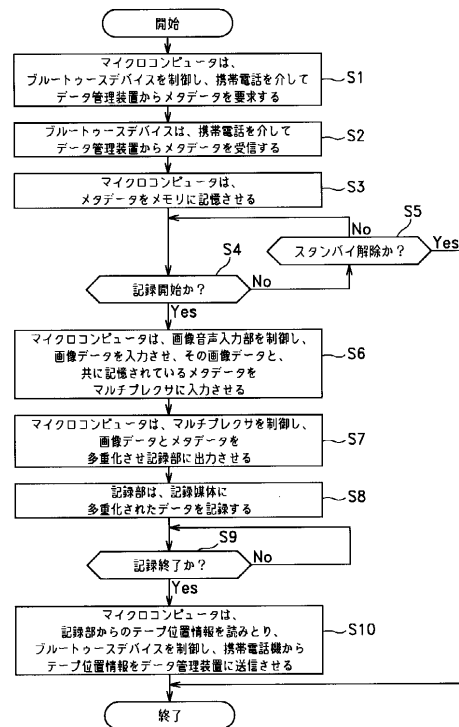 開始
マイクロコンピュータは、
ブルートゥースデバイスを制御し、携帯電話を介して
データ管理装置からメタデータを要求する
S1
ブルートゥースデバイスは、携帯電話を介して
データ管理装置からメタデータを受信する
S2
マイクロコンピュータは、
メタデータをメモリに記憶させる
S3
S5
No
Yes
スタンバイ解除か？
S4
記録開始か？
No
Yes
マイクロコンピュータは、画像音声入力部を制御し、
画像データを入力させ、その画像データと、
共に記憶されているメタデータを
マルチプレクサに入力させる
S6
マイクロコンピュータは、マルチプレクサを制御し、
画像データとメタデータを
多重化させ記録部に出力させる
S7
記録部は、記録媒体に
多重化されたデータを記録する
S8
S9
記録終了か？
No
Yes
マイクロコンピュータは、
記録部からのテープ位置情報を読みとり、
ブルートゥースデバイスを制御し、携帯電話機から
テープ位置情報をデータ管理装置に送信させる
S10
終了